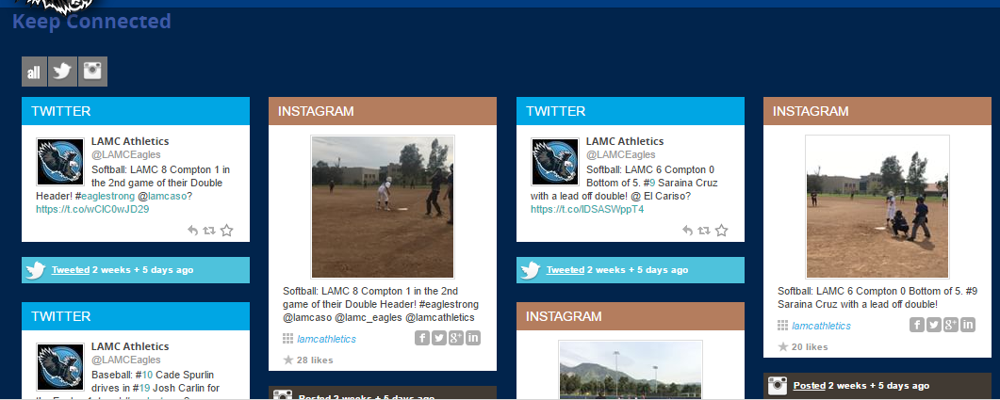 Keep Connected
all
TWITTER
LAMC Athletics
@LAMCEagles
Softball: LAMC 8 Compton 1 in
the 2nd game of their Double
Header! #eaglestrong @lamcaso?
https://t.co/wClC0wJD29
Tweeted 2 weeks + 5 days ago
TWITTER
LAMC Athletics
@LAMCEagles
Baseball: #10 Cade Spurlin
drives in #19 Josh Carlin for
INSTAGRAM
Softball: LAMC 8 Compton 1 in the 2nd
game of their Double Header! #eaglestrong
@lamcaso @lamc_eagles @lamcathletics
lamcathletics
f g+ in
28 likes
Posted 2 weeks + 5 days ago
TWITTER
LAMC Athletics
@LAMCEagles
Softball: LAMC 6 Compton 0
Bottom of 5. #9 Saraina Cruz
with a lead off double! @ El Cariso?
https://t.co/lDSASWppT4
Tweeted 2 weeks + 5 days ago
INSTAGRAM
INSTAGRAM
Softball: LAMC 6 Compton 0 Bottom of 5. #9
Saraina Cruz with a lead off double!
lamcathletics
f g+ in
20 likes
Posted 2 weeks + 5 days ago